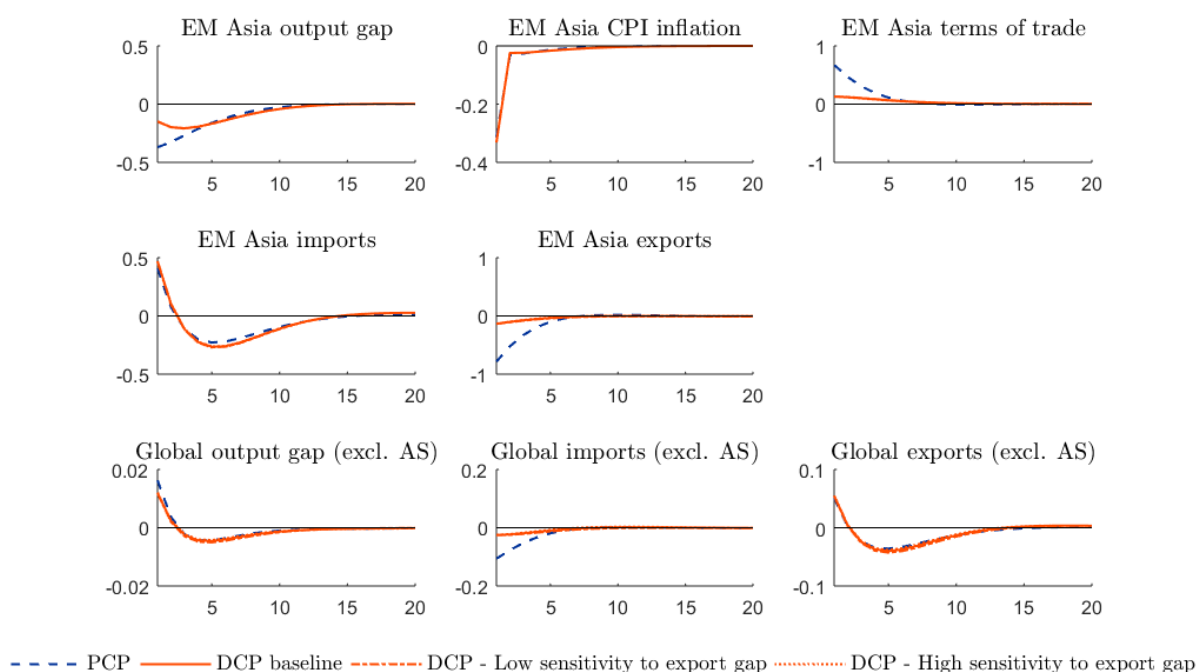 EM Asia output gap EM Asia CPI inflation EM Asia terms of trade
0.5 0 1
0 -0.2 0
-0.5 -0.4 -1
5 10 15 20 5 10 15 20 5 10 15 20
EM Asia imports EM Asia exports
0.5 1
0 0
-0.5 -1
5 10 15 20 5 10 15 20
Global output gap (excl. AS) Global imports (excl. AS) Global exports (excl. AS)
0.02 0.2 0.1
0 0 0
-0.02 -0.2 -0.1
5 10 15 20 5 10 15 20 5 10 15 20
PCP DCP baseline DCP - Low sensitivity to export gap DCP - High sensitivity to export gap